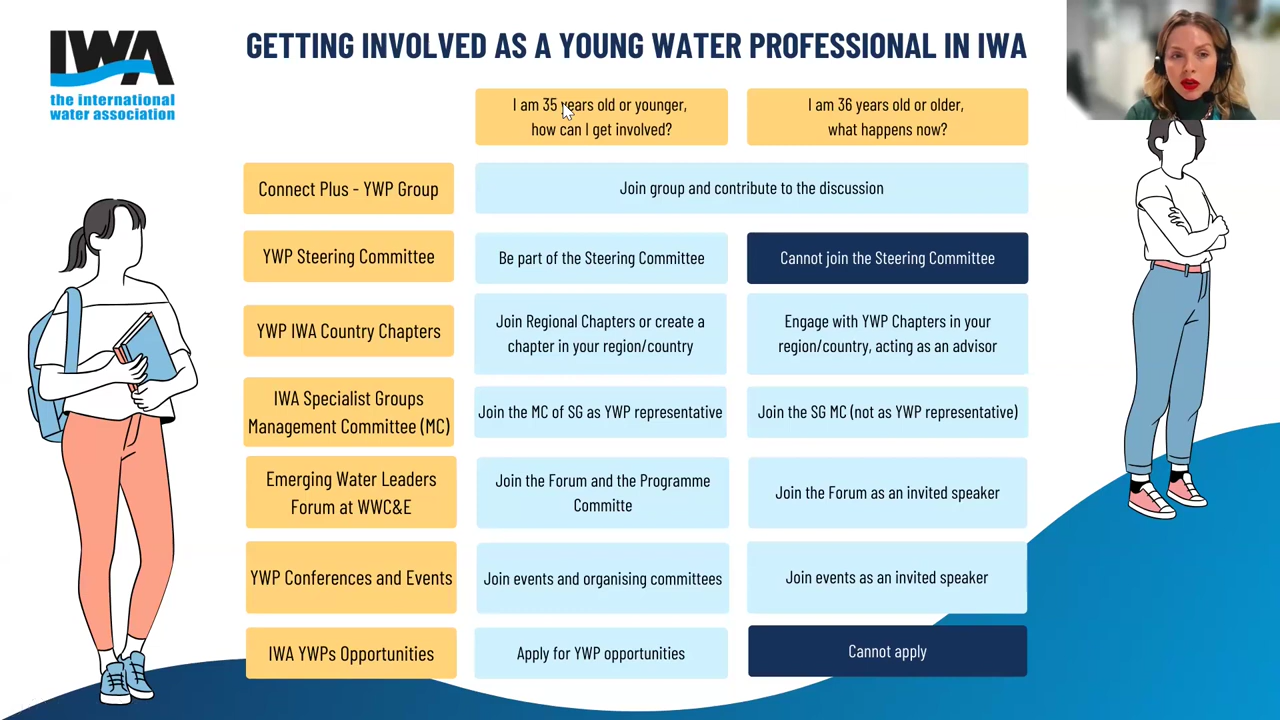 IWA
the international
water association
GETTING INVOLVED AS A YOUNG WATER PROFESSIONAL IN IWA
I am 35 years old or younger,
how can I get involved?
I am 36 years old or older,
what happens now?
Connect Plus - YWP Group
Join group and contribute to the discussion
YWP Steering Committee
Be part of the Steering Committee
Cannot join the Steering Committee
YWP IWA Country Chapters
Join Regional Chapters or create a
chapter in your region/country
Engage with YWP Chapters in your
region/country, acting as an advisor
IWA Specialist Groups
Management Committee (MC)
Join the MC of SG as YWP representative
Join the SG MC (not as YWP representative)
Emerging Water Leaders
Forum at WWC&E
Join the Forum and the Programme
Committe
Join the Forum as an invited speaker
YWP Conferences and Events
Join events and organising committees
Join events as an invited speaker
IWA YWPs Opportunities
Apply for YWP opportunities
Cannot apply